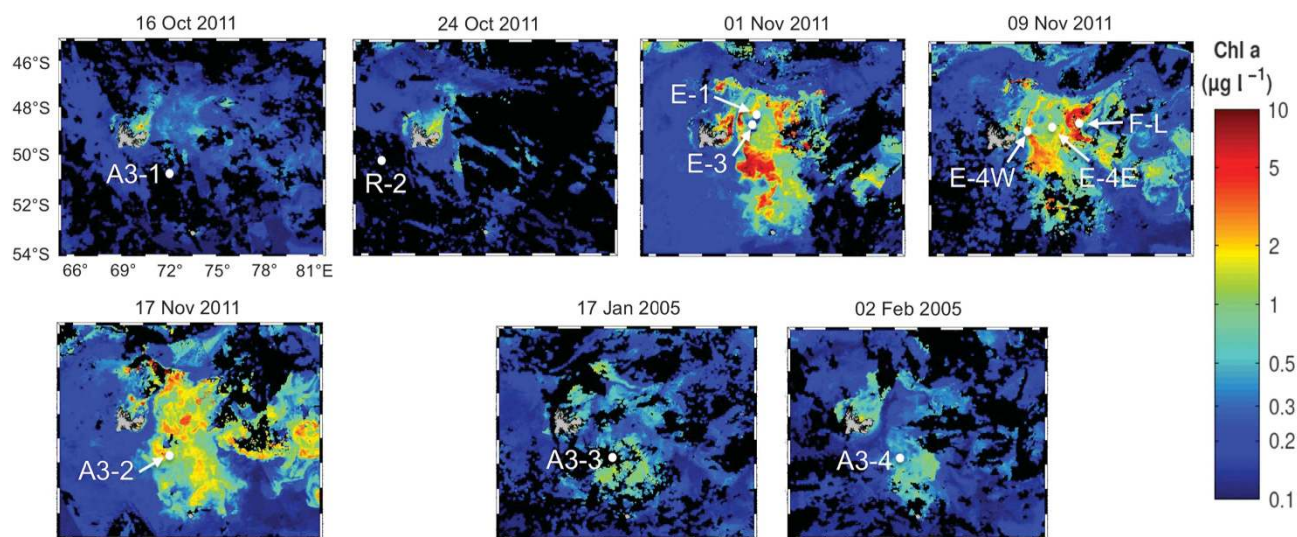 16 Oct 2011
24 Oct 2011
01 Nov 2011
09 Nov 2011
Chl a
(µg l⁻¹)
46°S
48°S
50°S
52°S
54°S
66° 69° 72° 75° 78° 81°E
A3-1
R-2
E-1
E-3
E-4W
E-4E
F-L
10
5
2
1
0.5
0.2
0.1
17 Nov 2011
17 Jan 2005
02 Feb 2005
A3-2
A3-3
A3-4